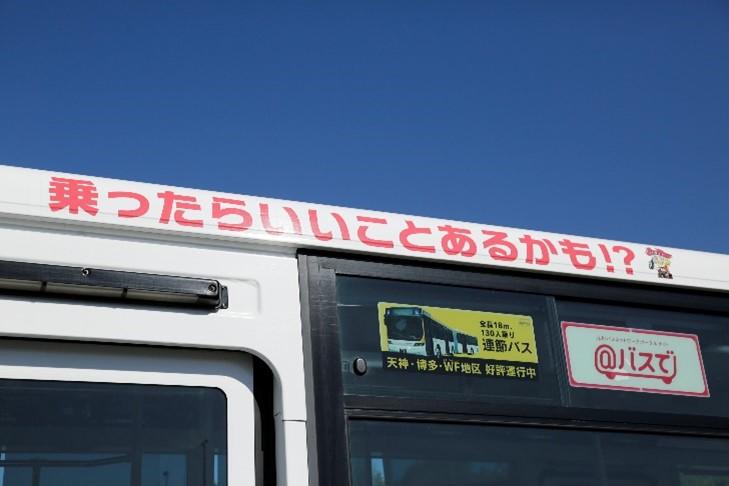 乗ったらいいことあるかも!?
全長18m、
130人乗り
連節バス
天神・博多・WF地区 好評運行中
@バスで